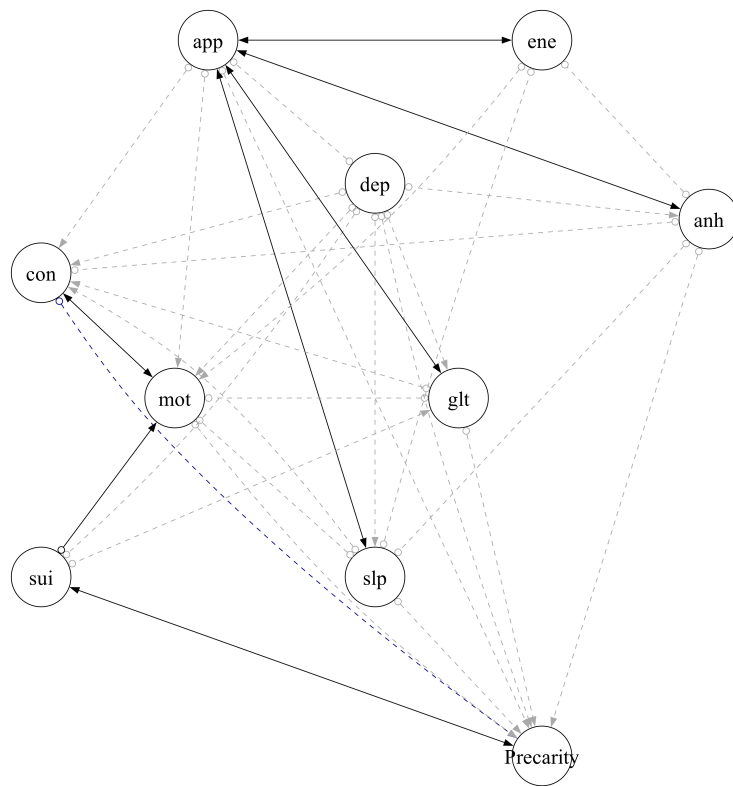 app
ene
dep
anh
con
mot
glt
sui
slp
Precarity